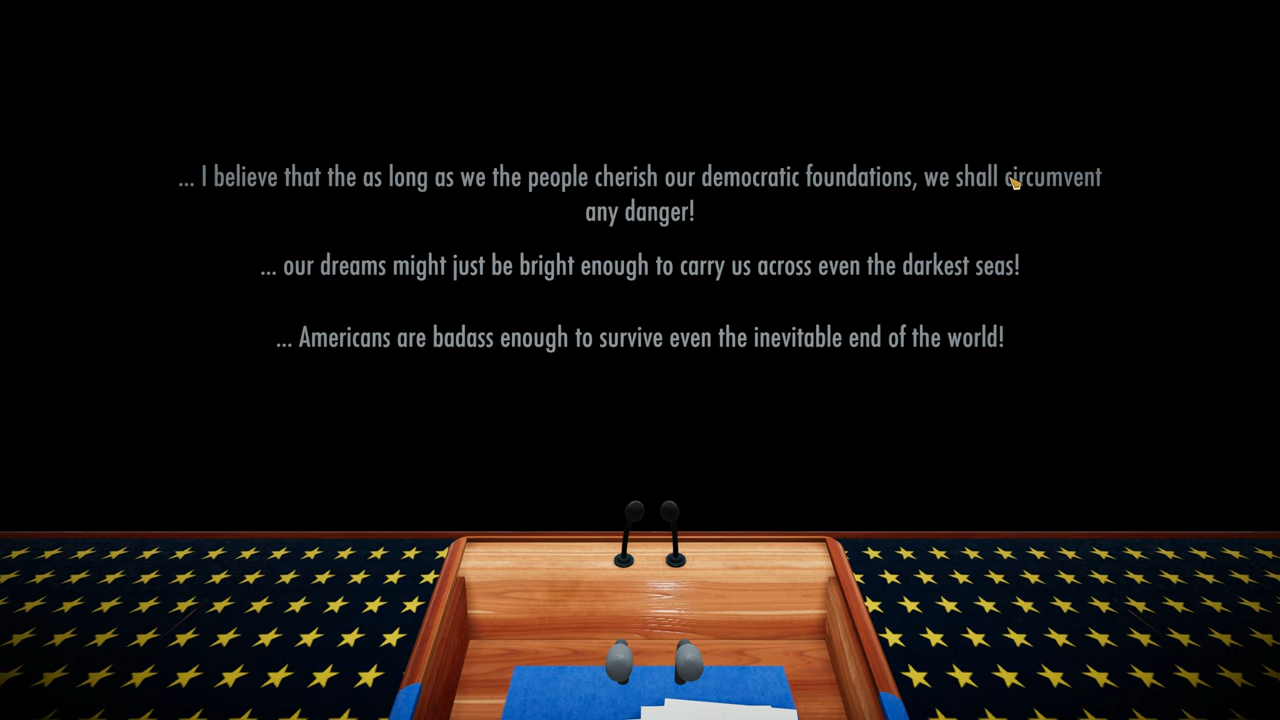 ... I believe that the as long as we the people cherish our democratic foundations, we shall circumvent
any danger!
... our dreams might just be bright enough to carry us across even the darkest seas!
... Americans are badass enough to survive even the inevitable end of the world!